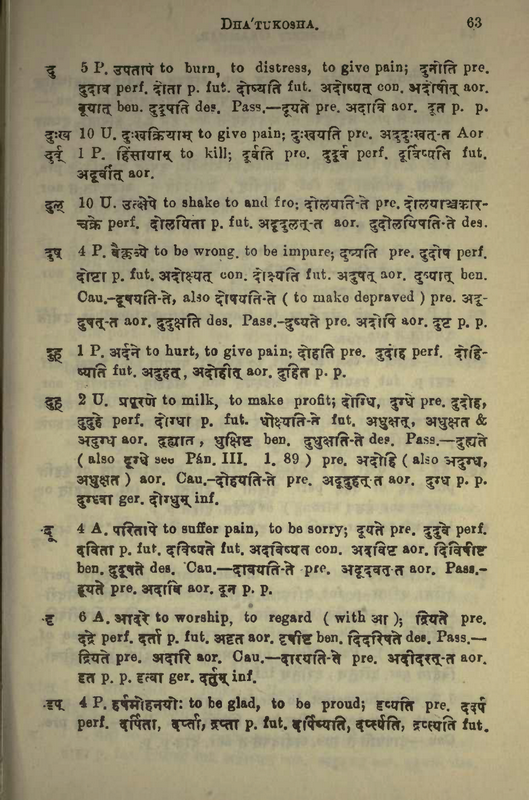 DHA'TUKOSHA. 63
दु 5 P. उपतापे to burn, to distress, to give pain; दुनोति pre.
दुदाव perf. दोता p. fut. दोष्यति fut. अदोष्यत् con. अदौषीत् aor.
दूयात् ben. दुदूषति des. Pass.—दूयते pre. अदावि aor. दूत p. p.
दुःख 10 U. दुःखक्रियायाम् to give pain; दुःखयति pre. अदुदुःखत्-त Aor
दुर्व् 1 P. हिंसायाम् to kill; दूर्वति pre. दुदूर्व perf. दूर्विष्यति fut.
अदूर्वीत् aor.
दुल् 10 U. उत्क्षेपे to shake to and fro; दोलयति-ते pre. दोलयाञ्चकार-
चक्रे perf. दोलयिता p. fut. अदूदुलत्-त aor. दुदोलयिषति-ते des.
दुष् 4 P. वैकृत्ये to be wrong. to be impure; दुष्यति pre. दुदोष perf.
दोष्टा p. fut. अदोक्ष्यत् con. दोक्ष्यति fut. अदुषत् aor. दुष्यात् ben.
Cau.-दूषयति-ते, also दोषयति-ते ( to make depraved ) pre. अदू-
दुषत्-त aor. दुदुक्षति des. Pass.-दुष्यते pre. अदोषि aor. दुष्ट p. p.
दुह् 1 P. अर्दने to hurt, to give pain; दोहति pre. दुदोह perf. दोहि-
ष्यति fut. अदुहत्, अदोहीत् aor. दुहित p. p.
दुह् 2 U. प्रपूरणे to milk, to make profit; दोग्धि, दुग्धे pre. दुदोह,
दुदुहे perf. दोग्धा p. fut. धोक्ष्यति-ते fut. अधुक्षत्, अधुक्षत &
अदुग्ध aor. दुह्यात्, धुक्षिष्ट ben. दुधुक्षति-ते des. Pass.—दुह्यते
( also दुग्धे see Pán. III. 1. 89 ) pre. अदोहि ( also अदुग्ध,
अधुक्षत ) aor. Cau.—दोहयति-ते pre. अदूदुहत्-त aor. दुग्ध p. p.
दुग्ध्वा ger. दोग्धुम् inf.
दू 4 A. परितापे to suffer pain, to be sorry; दूयते pre. दुदुवे perf.
दविता p. fut. दविष्यते fut. अदविष्यत con. अदविष्ट aor. दिविषीष्ट
ben. दुदूषते des. Cau.—दावयति-ते pre. अदूदवत्-त aor. Pass.-
दूयते pre. अदावि aor. दून p. p.
दृ 6 A. आदरे to worship, to regard ( with आ ); द्रियते pre.
दद्रे perf. दर्ता p. fut. अदृत aor. दृषीष्ट ben. दिदरिषते des. Pass.—
द्रियते pre. अदारि aor. Cau.—दारयति-ते pre. अदीदरत्-त aor.
दृत p. p. दृत्वा ger. दर्तुम् inf.
दृप् 4 P. हर्षमोहनयोः to be glad, to be proud; दृप्यति pre. ददर्प
perf. दर्पिता, दर्प्ता, द्रप्ता p. fut. दर्पिष्यति, दर्प्स्यति, द्रप्स्यति fut.